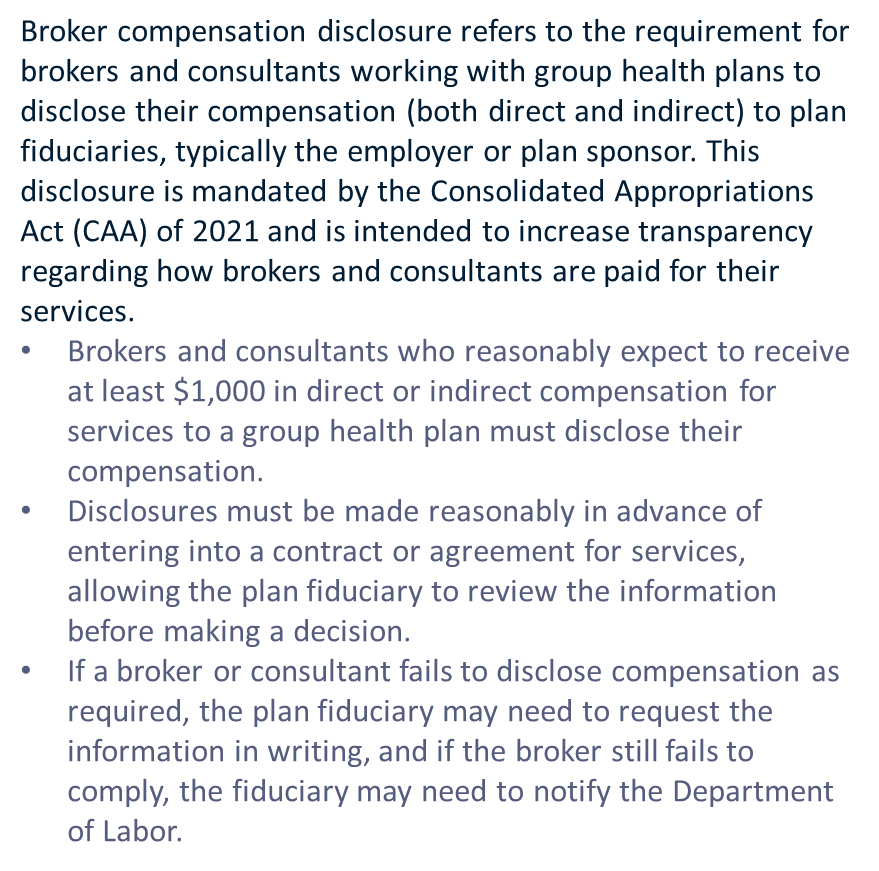 Broker compensation disclosure refers to the requirement for
brokers and consultants working with group health plans to
disclose their compensation (both direct and indirect) to plan
fiduciaries, typically the employer or plan sponsor. This
disclosure is mandated by the Consolidated Appropriations
Act (CAA) of 2021 and is intended to increase transparency
regarding how brokers and consultants are paid for their
services.
• Brokers and consultants who reasonably expect to receive
at least $1,000 in direct or indirect compensation for
services to a group health plan must disclose their
compensation.
• Disclosures must be made reasonably in advance of
entering into a contract or agreement for services,
allowing the plan fiduciary to review the information
before making a decision.
• If a broker or consultant fails to disclose compensation as
required, the plan fiduciary may need to request the
information in writing, and if the broker still fails to
comply, the fiduciary may need to notify the Department
of Labor.